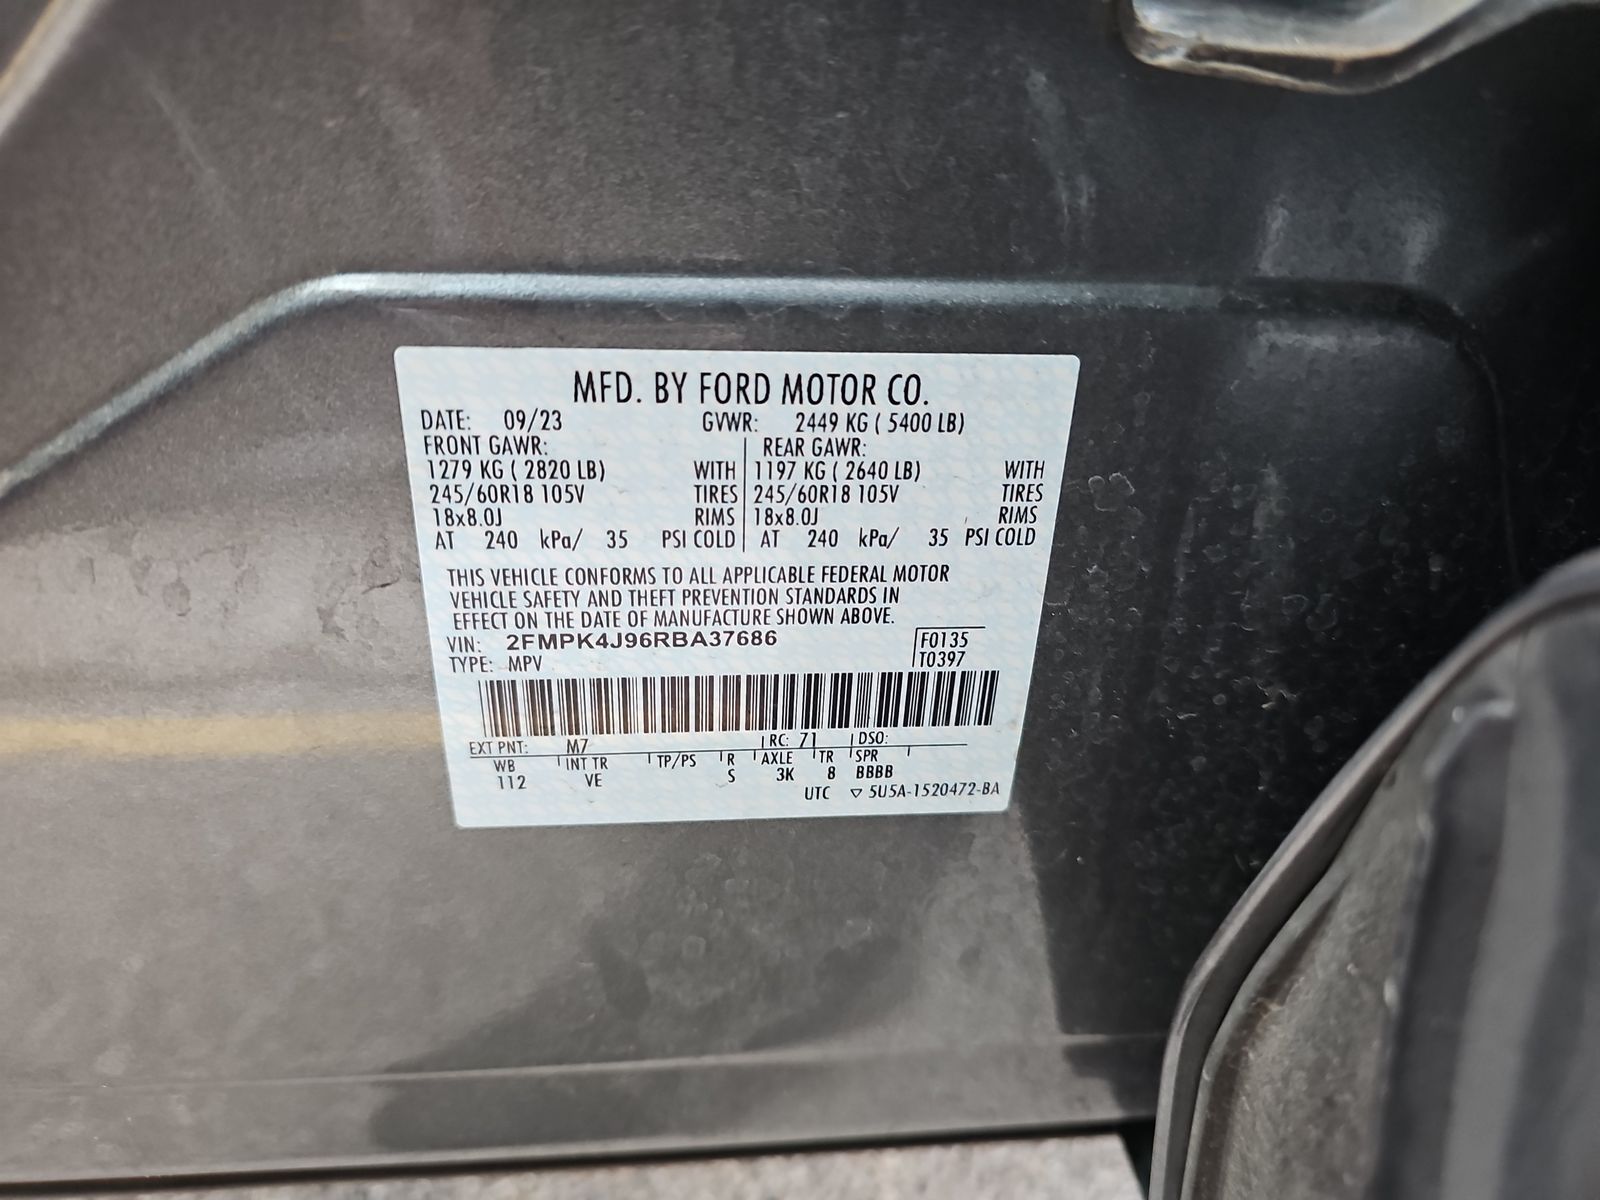 MFD. BY FORD MOTOR CO.
DATE: 09/23 GVWR: 2449 KG ( 5400 LB)
FRONT GAWR: REAR GAWR:
1279 KG ( 2820 LB) WITH 1197 KG ( 2640 LB) WITH
245/60R18 105V TIRES 245/60R18 105V TIRES
18x8.0J RIMS 18x8.0J RIMS
AT 240 kPa/ 35 PSI COLD AT 240 kPa/ 35 PSI COLD
THIS VEHICLE CONFORMS TO ALL APPLICABLE FEDERAL MOTOR
VEHICLE SAFETY AND THEFT PREVENTION STANDARDS IN
EFFECT ON THE DATE OF MANUFACTURE SHOWN ABOVE.
VIN: 2FMPK4J96RBA37686 F0135
TYPE: MPV T0397
EXT PNT: M7 RC: 71 DSO:
WB INT TR TP/PS R AXLE TR SPR
112 VE S 3K 8 BBBB
UTC ▽ 5U5A-1520472-BA